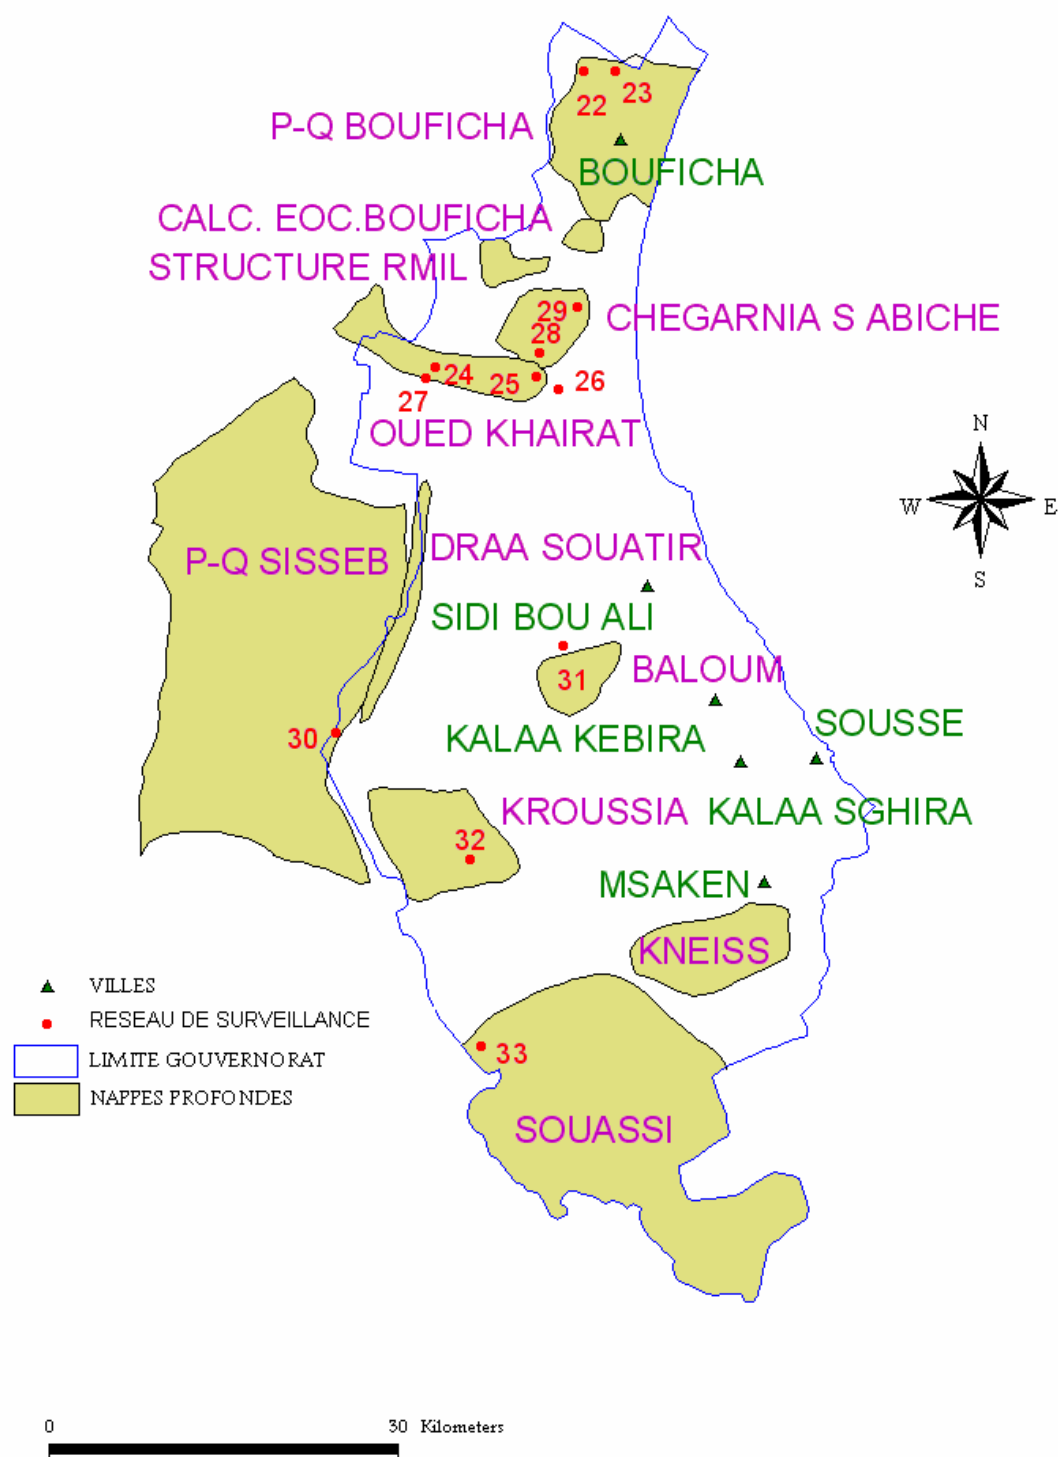 22 23
P-Q BOUFICHA
BOUFICHA
CALC. EOC.BOUFICHA
STRUCTURE RMIL
29
CHEGARNIA S ABICHE
28
24
25
26
27
OUED KHAIRAT
N
W E
S
P-Q SISSEB
DRAA SOUATIR
SIDI BOU ALI
BALOUM
31
SOUSSE
30
KALAA KEBIRA
KROUSSIA
KALAA SGHIRA
32
MSAKEN
KNEISS
VILLES
RESEAU DE SURVEILLANCE
LIMITE GOUVERNORAT
NAPPES PROFONDES
33
SOUASSI
0 30 Kilometers